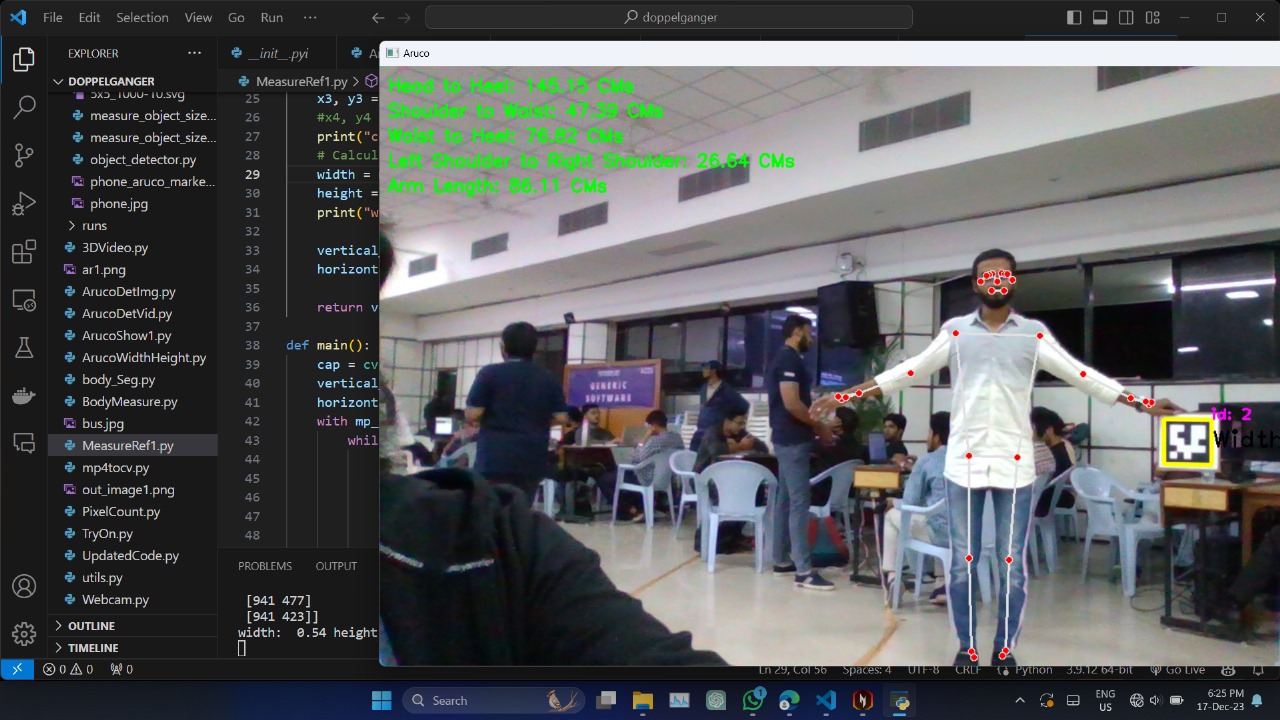 File Edit Selection View Go Run ··· doppelganger
EXPLORER ···
DOPPELGANGER
5x5_1000-10.svg
measure_object_size...
measure_object_size...
object_detector.py
phone_aruco_marke...
phone.jpg
runs
3DVideo.py
ar1.png
ArucoDetImg.py
ArucoDetVid.py
ArucoShow1.py
ArucoWidthHeight.py
body_Seg.py
BodyMeasure.py
bus.jpg
MeasureRef1.py
mp4tocv.py
out_image1.png
PixelCount.py
TryOn.py
UpdatedCode.py
utils.py
Webcam.py
OUTLINE
TIMELINE
__init__.pyi A
MeasureRef1.py >
25 x3, y3 =
26 #x4, y4
27 print("c
28 # Calcul
29 width =
30 height =
31 print("w
32
33 vertical
34 horizont
35
36 return v
37
38 def main():
39 cap = cv
40 vertical
41 horizont
42 with mp_
43 whil
44
45
46
47
48
PROBLEMS OUTPUT
[941 477]
[941 423]]
width: 0.54 height
Aruco
Head to Heel: 145.15 CMs
Shoulder to Waist: 47.39 CMs
Waist to Heel: 76.82 CMs
Left Shoulder to Right Shoulder: 26.64 CMs
Arm Length: 86.11 CMs
GENERIC
SOFTWARE
id: 2
Width
0 0 0 Ln 29, Col 56 Spaces: 4 UTF-8 CRLF Python 3.9.12 64-bit Go Live
Search 1 ENG
US
6:25 PM
17-Dec-23